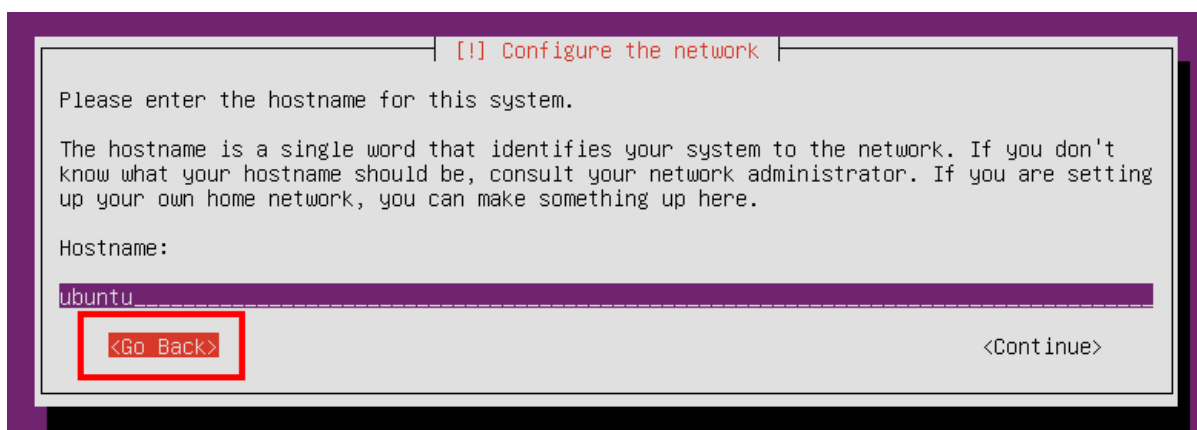 [!] Configure the network
Please enter the hostname for this system.
The hostname is a single word that identifies your system to the network. If you don't
know what your hostname should be, consult your network administrator. If you are setting
up your own home network, you can make something up here.
Hostname:
ubuntu
<Go Back> <Continue>